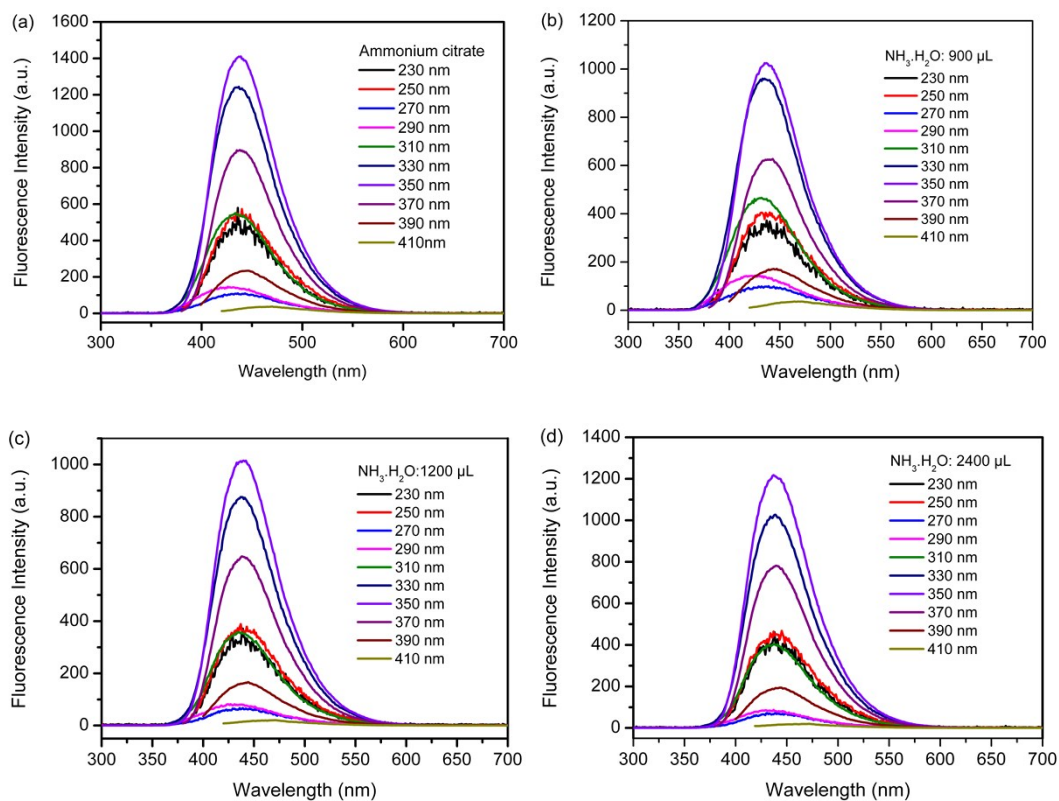 (a)
1600
1400
1200
1000
800
600
400
200
0
Fluorescence Intensity (a.u.)
Ammonium citrate
230 nm
250 nm
270 nm
290 nm
310 nm
330 nm
350 nm
370 nm
390 nm
410nm
300 350 400 450 500 550 600 650 700
Wavelength (nm)
(b)
1200
1000
800
600
400
200
0
Fluorescence Intensity (a.u.)
NH₃.H₂O: 900 μL
230 nm
250 nm
270 nm
290 nm
310 nm
330 nm
350 nm
370 nm
390 nm
410 nm
300 350 400 450 500 550 600 650 700
Wavelength (nm)
(c)
1000
800
600
400
200
0
Fluorescence Intensity (a.u.)
NH₃.H₂O:1200 μL
230 nm
250 nm
270 nm
290 nm
310 nm
330 nm
350 nm
370 nm
390 nm
410 nm
300 350 400 450 500 550 600 650 700
Wavelength (nm)
(d)
1400
1200
1000
800
600
400
200
0
Fluorescence Intensity (a.u.)
NH₃.H₂O: 2400 μL
230 nm
250 nm
270 nm
290 nm
310 nm
330 nm
350 nm
370 nm
390 nm
410 nm
300 350 400 450 500 550 600 650 700
Wavelength (nm)